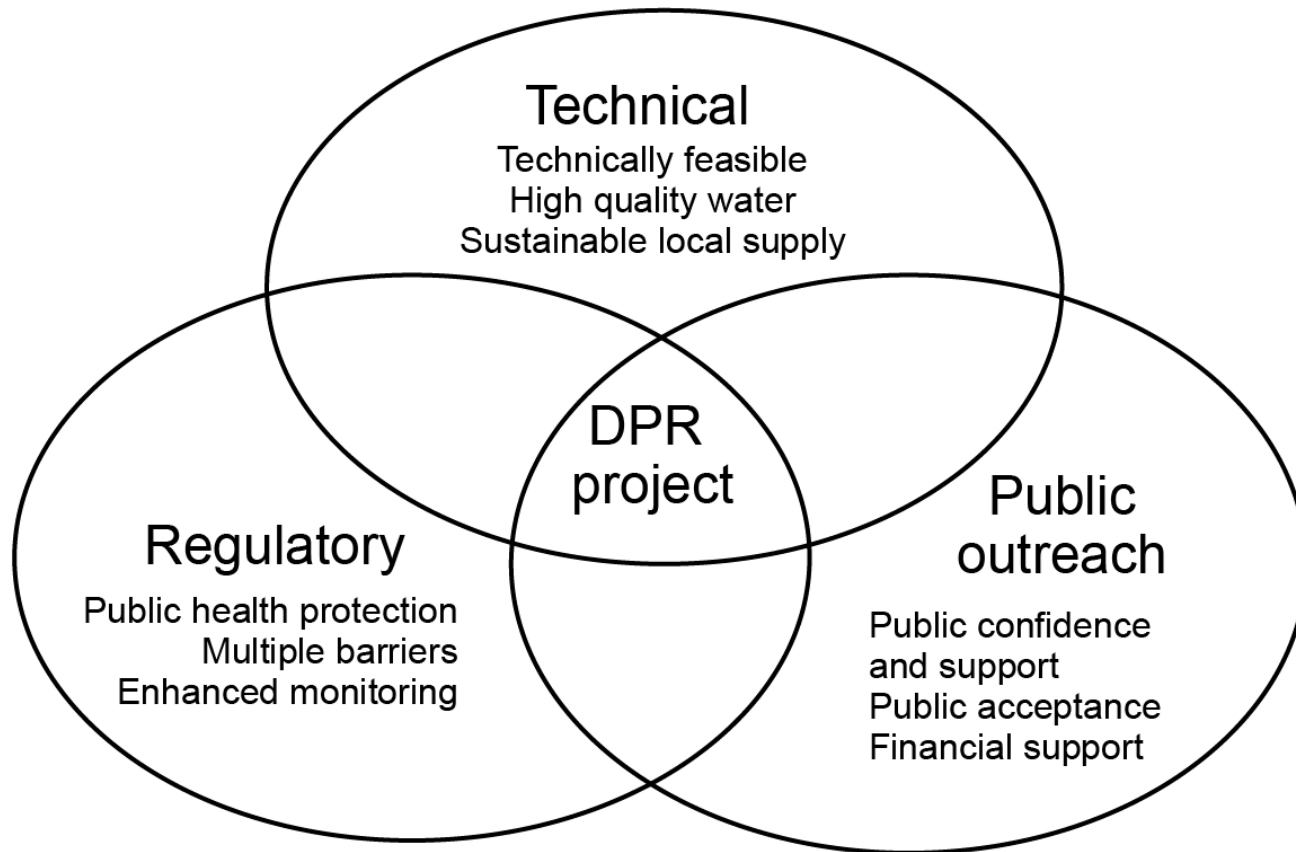 Technical
Technically feasible
High quality water
Sustainable local supply
DPR
project
Regulatory
Public health protection
Multiple barriers
Enhanced monitoring
Public
outreach
Public confidence
and support
Public acceptance
Financial support